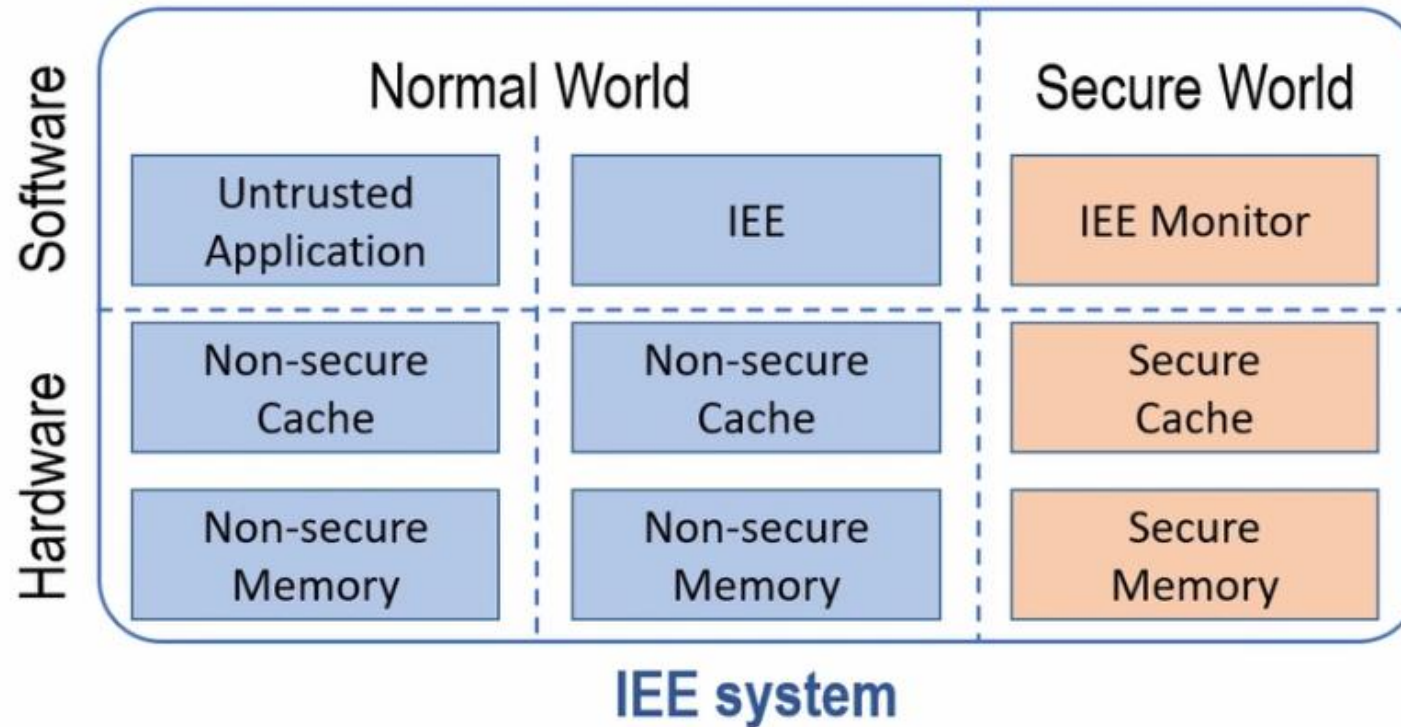 Software
Normal World
Secure World
Untrusted
Application
IEE
IEE Monitor
Hardware
Non-secure
Cache
Non-secure
Cache
Secure
Cache
Non-secure
Memory
Non-secure
Memory
Secure
Memory
IEE system